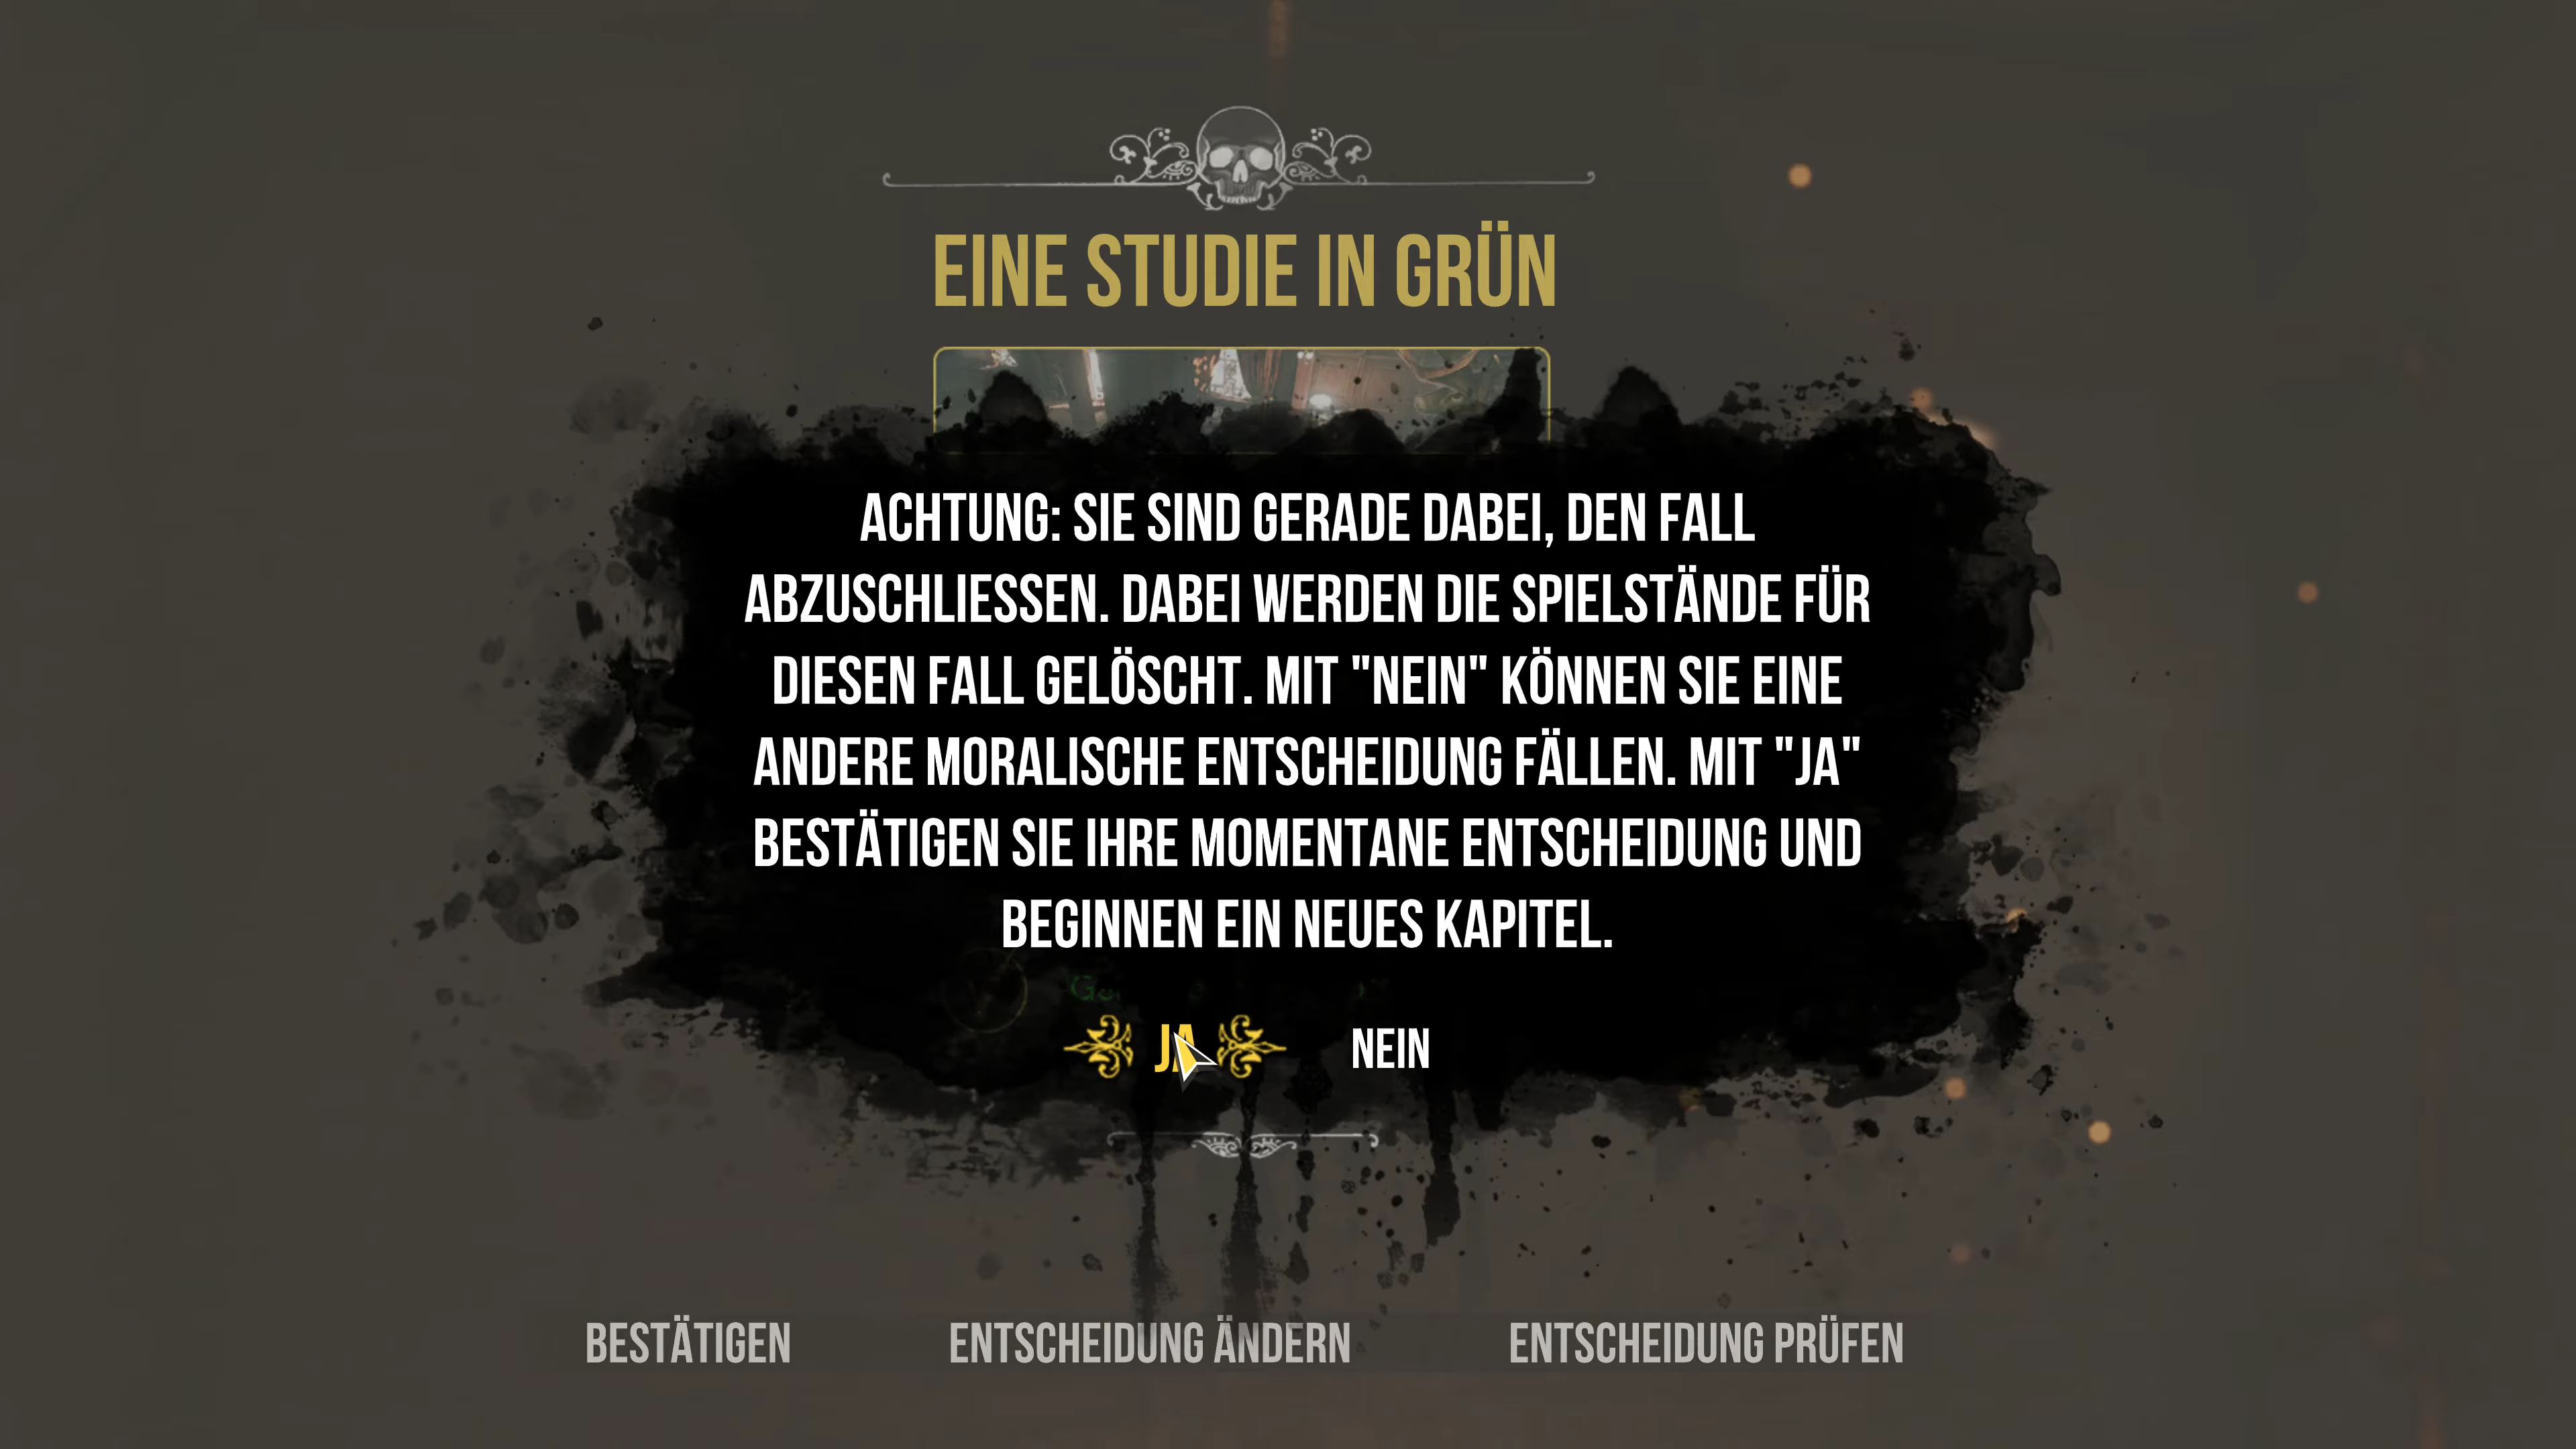 EINE STUDIE IN GRÜN
ACHTUNG: SIE SIND GERADE DABEI, DEN FALL
ABZUSCHLIESSEN. DABEI WERDEN DIE SPIELSTÄNDE FÜR
DIESEN FALL GELÖSCHT. MIT "NEIN" KÖNNEN SIE EINE
ANDERE MORALISCHE ENTSCHEIDUNG FÄLLEN. MIT "JA"
BESTÄTIGEN SIE IHRE MOMENTANE ENTSCHEIDUNG UND
BEGINNEN EIN NEUES KAPITEL.
JA NEIN
BESTÄTIGEN ENTSCHEIDUNG ÄNDERN ENTSCHEIDUNG PRÜFEN